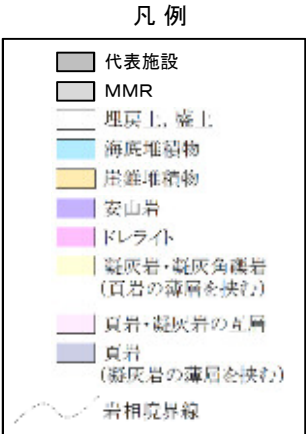 凡 例
代表施設
MMR
埋戻土, 盛土
海底堆積物
崖錐堆積物
安山岩
ドレライト
凝灰岩・凝灰角礫岩
(頁岩の薄層を挟む)
頁岩・凝灰岩の互層
頁岩
(凝灰岩の薄層を挟む)
岩相境界線